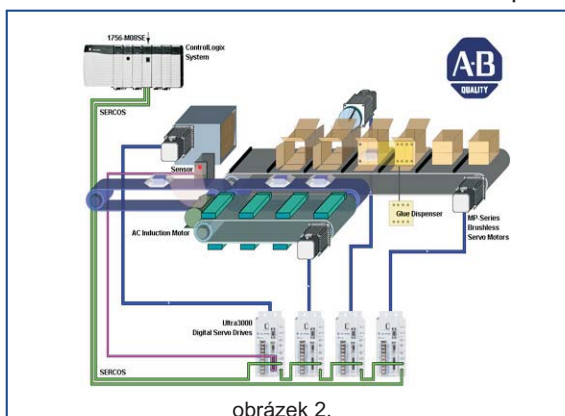 1756-M08SE
ControlLogix
System
SERCOS
A·B
QUALITY
Sensor
AC Induction Motor
Glue Dispenser
MP-Series
Brushless
Servo Motors
Ultra3000
Digital Servo Drives
SERCOS
obrázek 2.